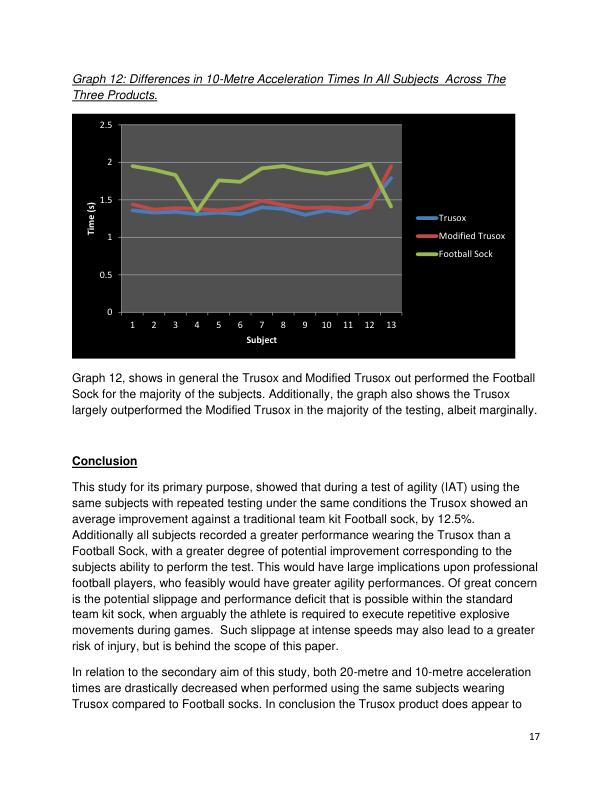 Graph 12: Differences in 10-Metre Acceleration Times In All Subjects  Across The
Three Products.
2.5
2
1.5
1
0.5
0
Time (s)
1 2 3 4 5 6 7 8 9 10 11 12 13
Subject
Trusox
Modified Trusox
Football Sock
Graph 12, shows in general the Trusox and Modified Trusox out performed the Football
Sock for the majority of the subjects. Additionally, the graph also shows the Trusox
largely outperformed the Modified Trusox in the majority of the testing, albeit marginally.
Conclusion
This study for its primary purpose, showed that during a test of agility (IAT) using the
same subjects with repeated testing under the same conditions the Trusox showed an
average improvement against a traditional team kit Football sock, by 12.5%.
Additionally all subjects recorded a greater performance wearing the Trusox than a
Football Sock, with a greater degree of potential improvement corresponding to the
subjects ability to perform the test. This would have large implications upon professional
football players, who feasibly would have greater agility performances. Of great concern
is the potential slippage and performance deficit that is possible within the standard
team kit sock, when arguably the athlete is required to execute repetitive explosive
movements during games.  Such slippage at intense speeds may also lead to a greater
risk of injury, but is behind the scope of this paper.
In relation to the secondary aim of this study, both 20-metre and 10-metre acceleration
times are drastically decreased when performed using the same subjects wearing
Trusox compared to Football socks. In conclusion the Trusox product does appear to
17